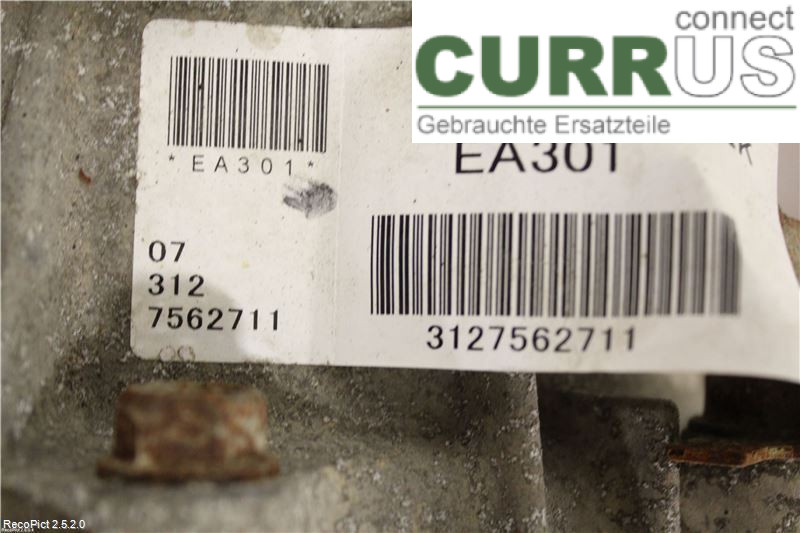 connect
CURRUS
Gebrauchte Ersatzteile
*EA301*
EA301
07
312
7562711
3127562711
RecoPict 2.5.2.0